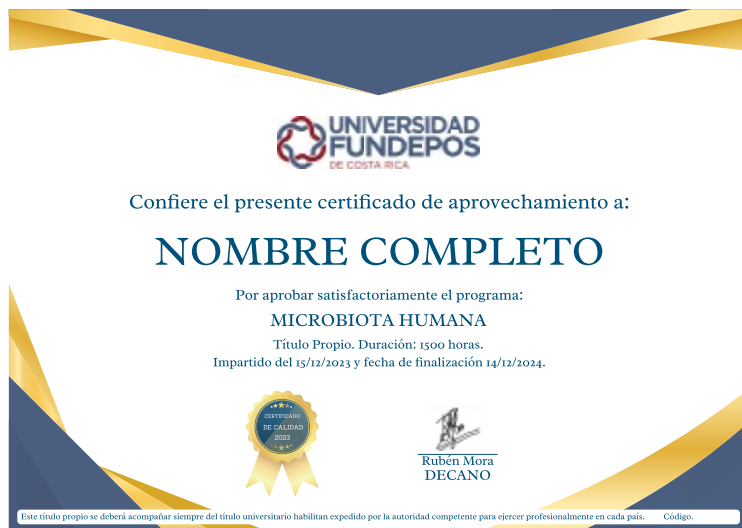 UNIVERSIDAD
FUNDEPOS
DE COSTA RICA
Confiere el presente certificado de aprovechamiento a:
NOMBRE COMPLETO
Por aprobar satisfactoriamente el programa:
MICROBIOTA HUMANA
Título Propio. Duración: 1500 horas.
Impartido del 15/12/2023 y fecha de finalización 14/12/2024.
CERTIFICADO
DE CALIDAD
2023
Rubén Mora
DECANO
Este título propio se deberá acompañar siempre del título universitario habilitan expedido por la autoridad competente para ejercer profesionalmente en cada país. Código.